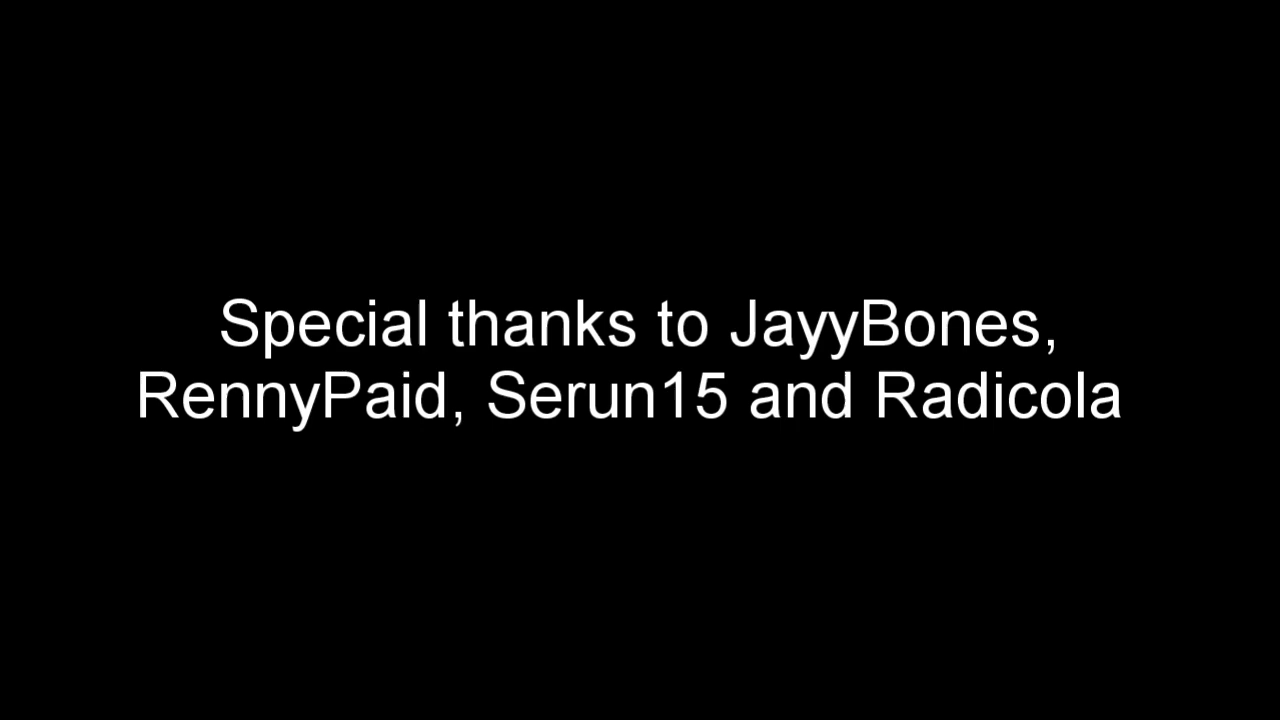 Special thanks to JayyBones,
RennyPaid, Serun15 and Radicola